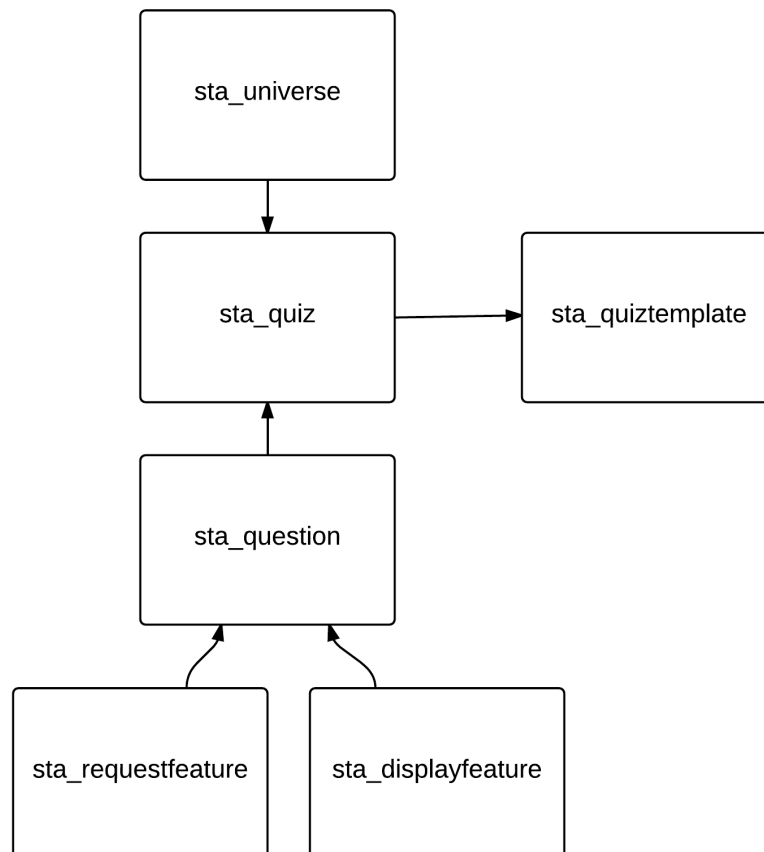 sta_universe
sta_quiz
sta_quiztemplate
sta_question
sta_requestfeature
sta_displayfeature